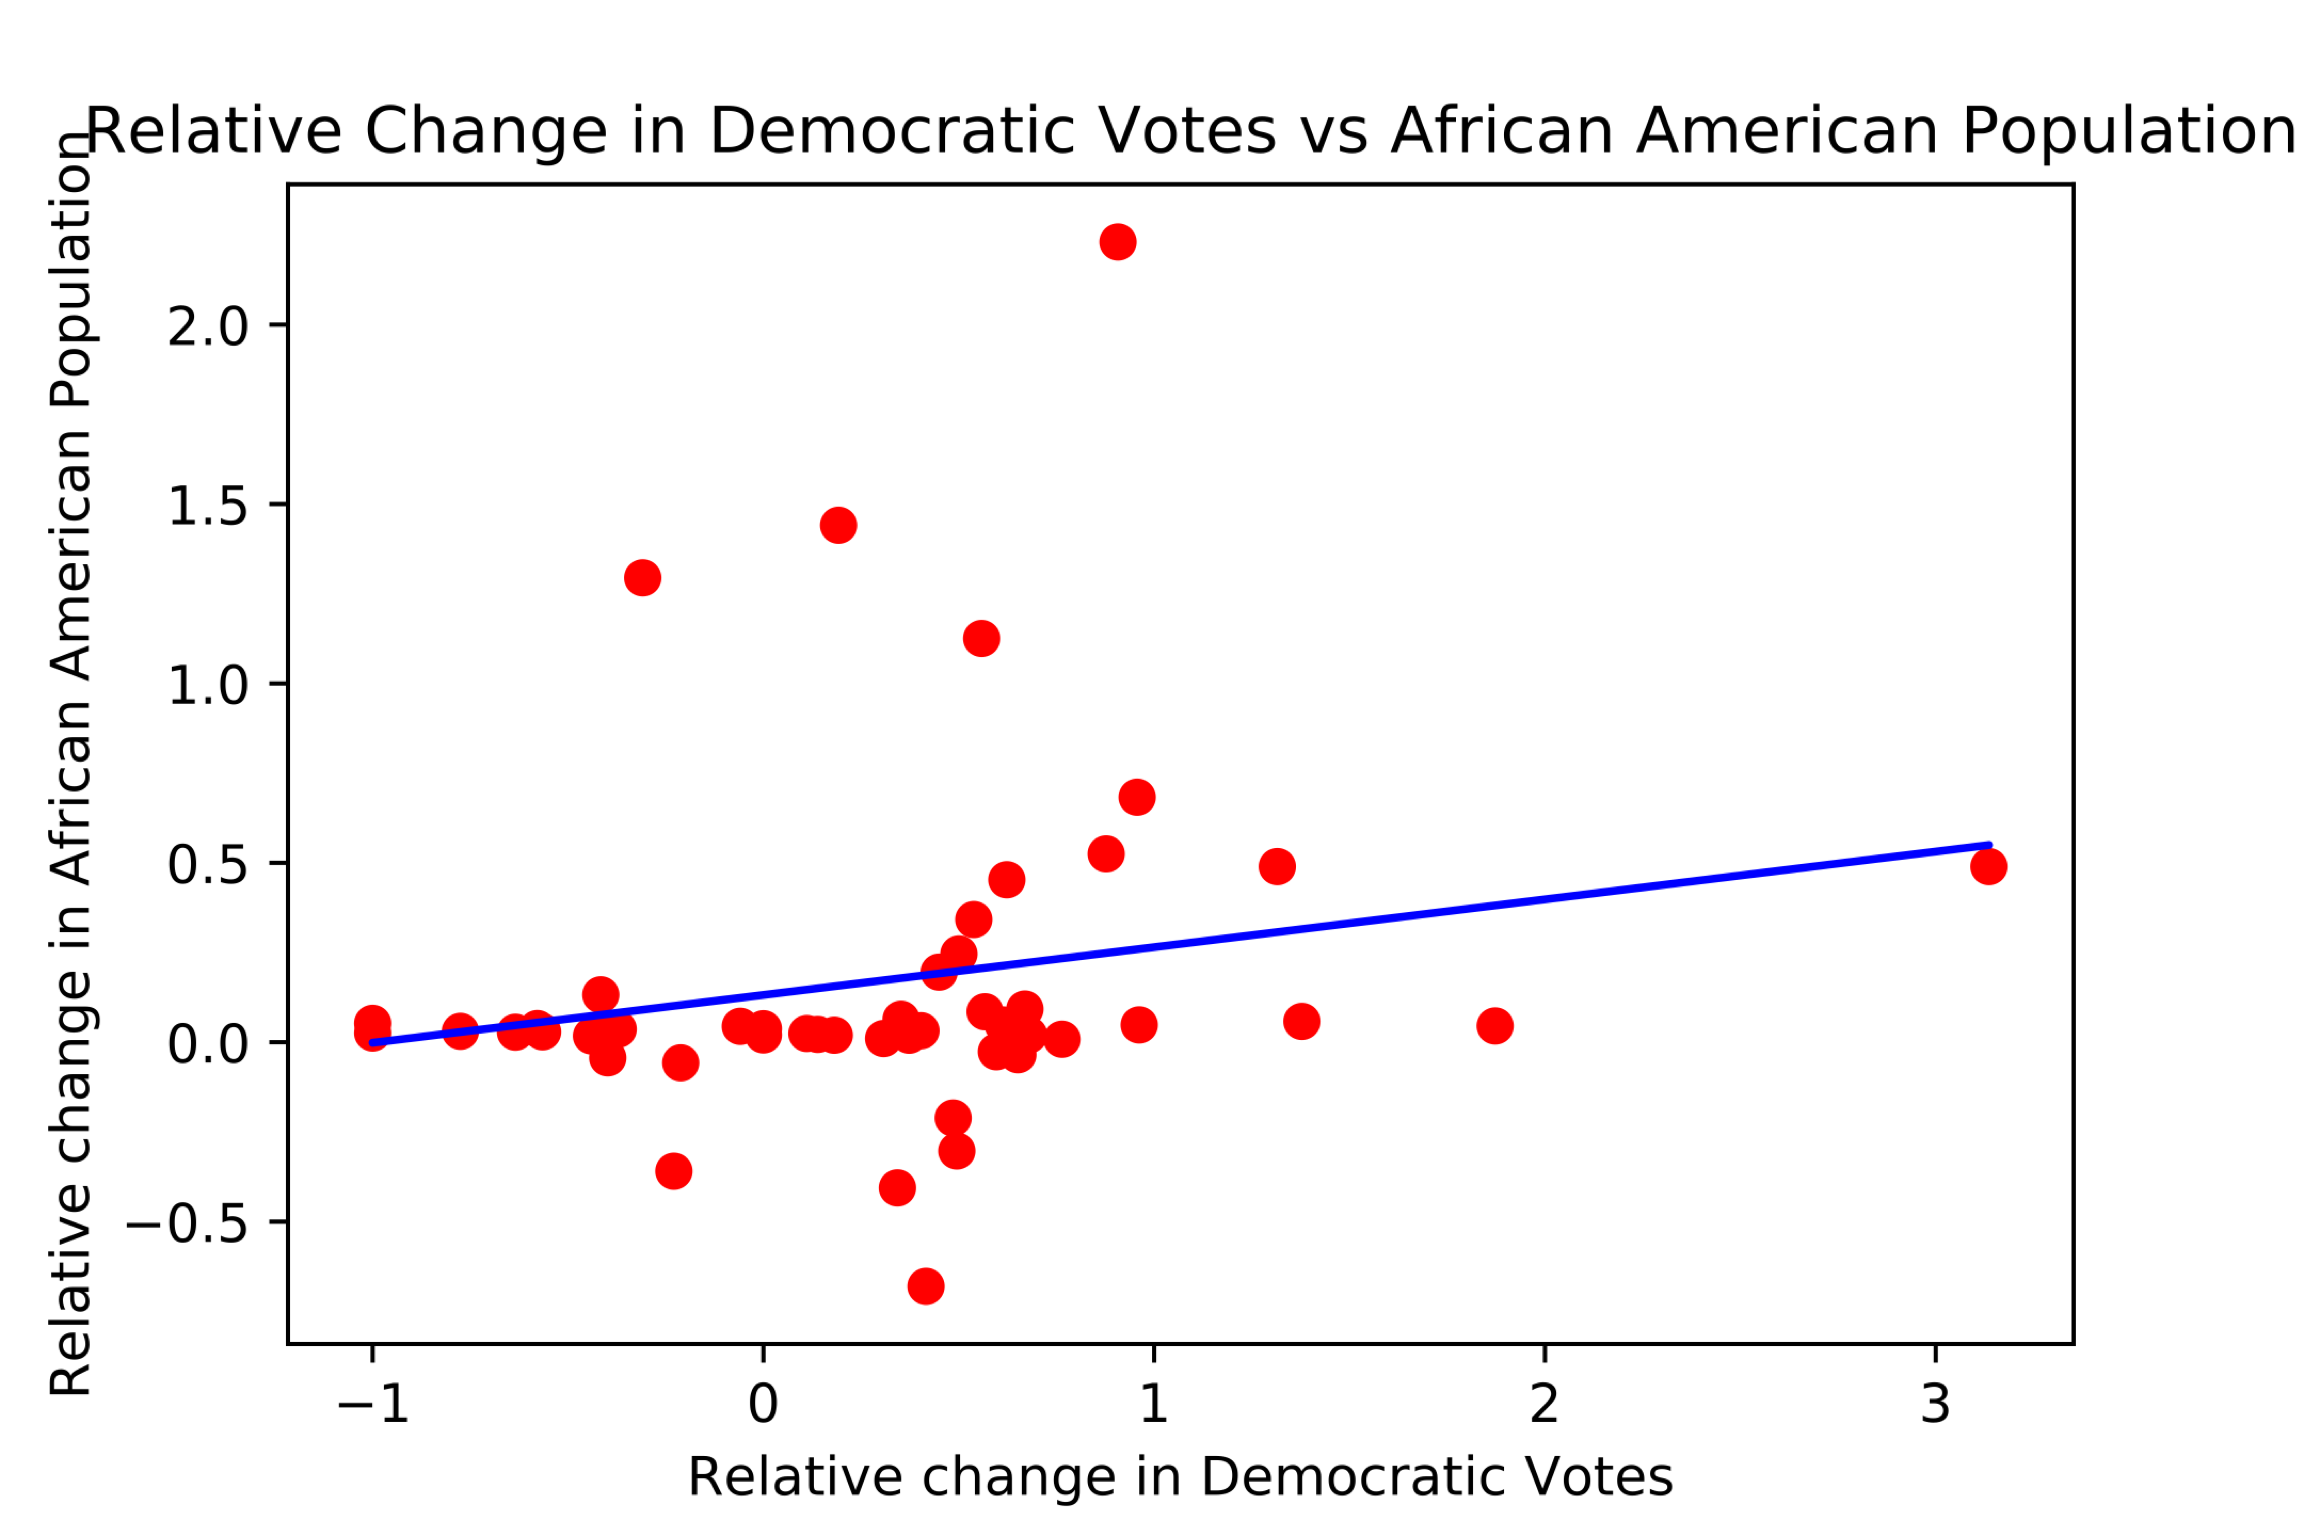 Relative Change in Democratic Votes vs African American Population
Relative change in African American Population
2.0
1.5
1.0
0.5
0.0
−0.5
−1 0 1 2 3
Relative change in Democratic Votes